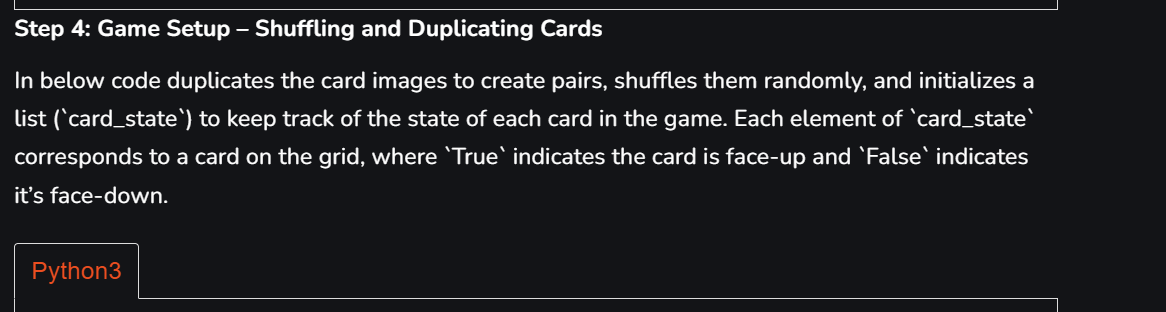 Step 4: Game Setup – Shuffling and Duplicating Cards
In below code duplicates the card images to create pairs, shuffles them randomly, and initializes a
list (`card_state`) to keep track of the state of each card in the game. Each element of `card_state`
corresponds to a card on the grid, where `True` indicates the card is face-up and `False` indicates
it’s face-down.
Python3